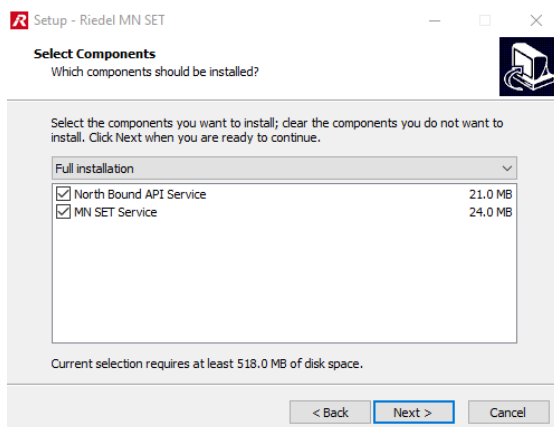 R Setup - Riedel MN SET
Select Components
Which components should be installed?
Select the components you want to install; clear the components you do not want to
install. Click Next when you are ready to continue.
Full installation
North Bound API Service 21.0 MB
MN SET Service 24.0 MB
Current selection requires at least 518.0 MB of disk space.
< Back Next > Cancel